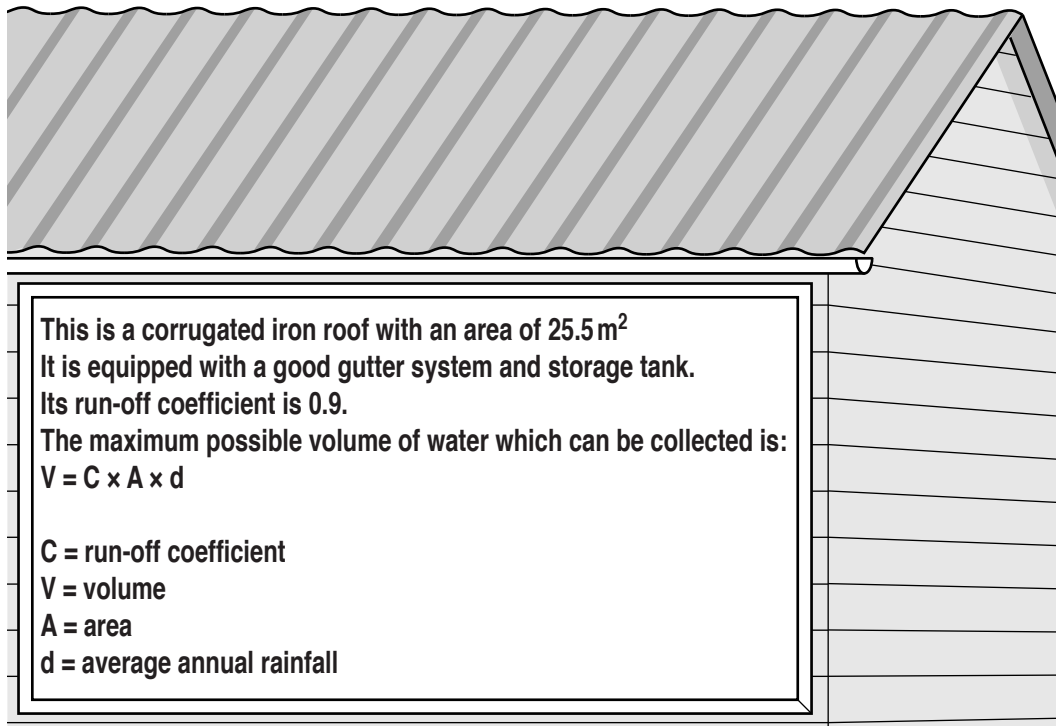 This is a corrugated iron roof with an area of 25.5 m²
It is equipped with a good gutter system and storage tank.
Its run-off coefficient is 0.9.
The maximum possible volume of water which can be collected is:
V = C × A × d
C = run-off coefficient
V = volume
A = area
d = average annual rainfall